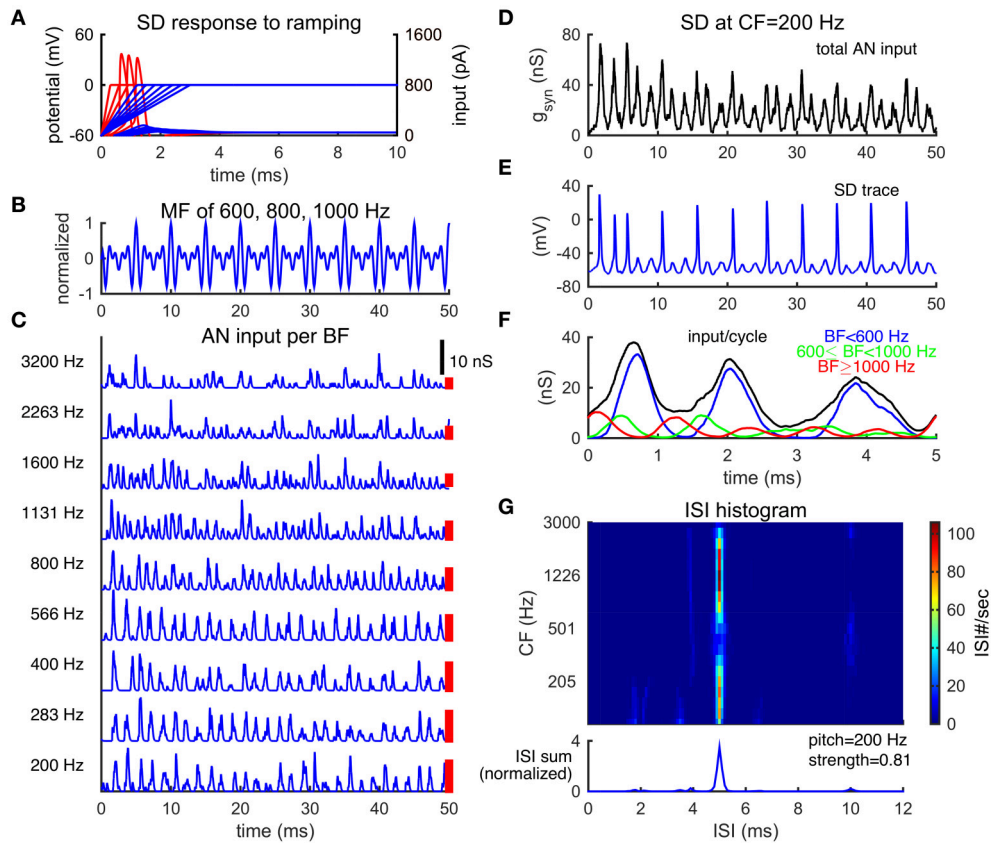 A
SD response to ramping
60
0
-60
potential (mV)
1600
800
0
input (pA)
0 2 4 6 8 10
time (ms)
B
MF of 600, 800, 1000 Hz
1
0
-1
normalized
0 10 20 30 40 50
C
AN input per BF
10 nS
3200 Hz
2263 Hz
1600 Hz
1131 Hz
800 Hz
566 Hz
400 Hz
283 Hz
200 Hz
0 10 20 30 40 50
time (ms)
D
SD at CF=200 Hz
total AN input
80
40
0
gsyn (nS)
0 10 20 30 40 50
E
SD trace
40
0
-40
-80
(mV)
0 10 20 30 40 50
F
input/cycle
BF<600 Hz
600≤ BF<1000 Hz
BF≥1000 Hz
40
20
0
(nS)
0 1 2 3 4 5
time (ms)
G
ISI histogram
3000
1226
501
205
CF (Hz)
100
80
60
40
20
0
ISI#/sec
pitch=200 Hz
strength=0.81
ISI sum
(normalized)
4
0
0 2 4 6 8 10 12
ISI (ms)